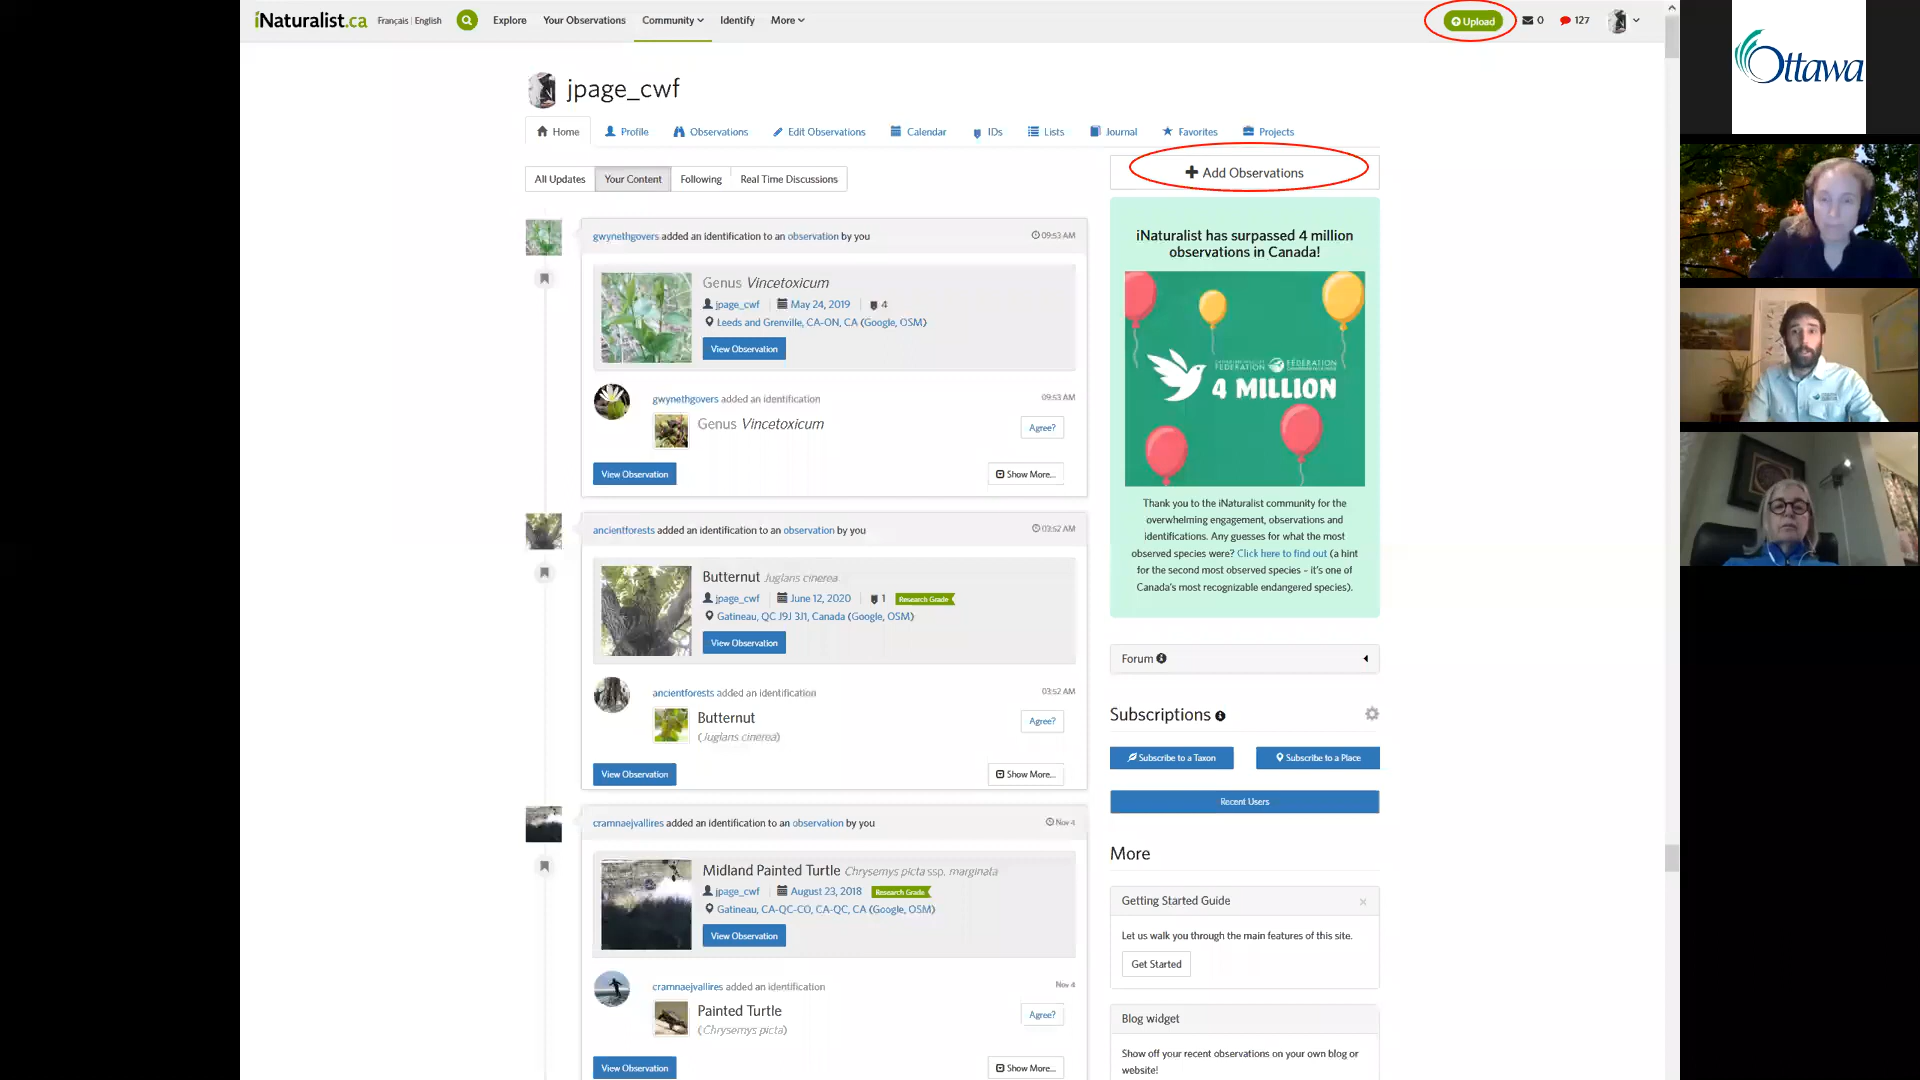 iNaturalist.ca Français | English Explore Your Observations Community Identify More Upload 0 127
Ottawa
jpage_cwf
Home Profile Observations Edit Observations Calendar IDs Lists Journal Favorites Projects
All Updates Your Content Following Real Time Discussions
Add Observations
gwynethgovers added an identification to an observation by you 09:53 AM
Genus Vincetoxicum
jpage_cwf May 24, 2019 4
Leeds and Grenville, CA-ON, CA (Google, OSM)
View Observation
gwynethgovers added an identification 09:53 AM
Genus Vincetoxicum Agree?
View Observation Show More...
ancientforests added an identification to an observation by you 03:52 AM
Butternut Juglans cinerea
jpage_cwf June 12, 2020 1 Research Grade
Gatineau, QC J9J 3J1, Canada (Google, OSM)
View Observation
ancientforests added an identification 03:52 AM
Butternut Agree?
(Juglans cinerea)
View Observation Show More...
cramnaejvallires added an identification to an observation by you Nov 4
Midland Painted Turtle Chrysemys picta ssp. marginata
jpage_cwf August 23, 2018 Research Grade
Gatineau, CA-QC-CO, CA-QC, CA (Google, OSM)
View Observation
cramnaejvallires added an identification Nov 4
Painted Turtle Agree?
(Chrysemys picta)
View Observation Show More...
iNaturalist has surpassed 4 million
observations in Canada!
FEDERATION FÉDÉRATION
4 MILLION
Thank you to the iNaturalist community for the
overwhelming engagement, observations and
identifications. Any guesses for what the most
observed species were? Click here to find out (a hint
for the second most observed species - it's one of
Canada's most recognizable endangered species).
Forum
Subscriptions
Subscribe to a Taxon Subscribe to a Place
Recent Users
More
Getting Started Guide ×
Let us walk you through the main features of this site.
Get Started
Blog widget
Show off your recent observations on your own blog or
website!